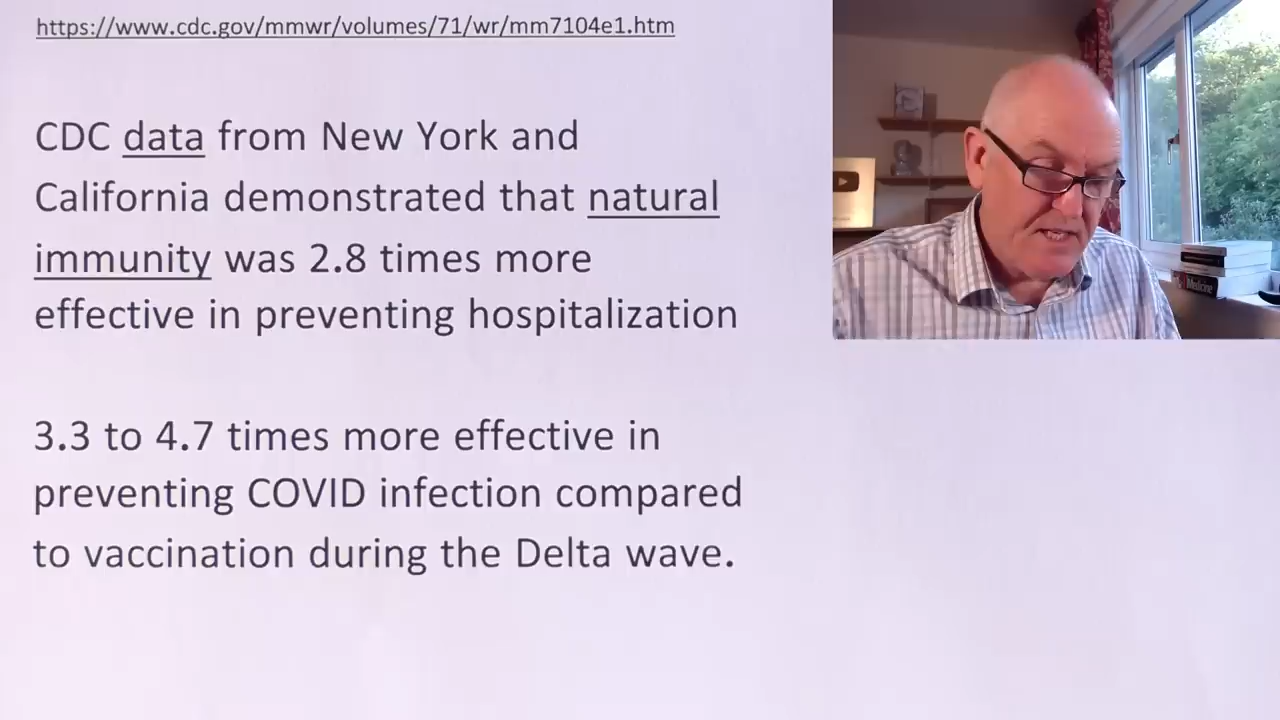 https://www.cdc.gov/mmwr/volumes/71/wr/mm7104e1.htm
CDC data from New York and
California demonstrated that natural
immunity was 2.8 times more
effective in preventing hospitalization
3.3 to 4.7 times more effective in
preventing COVID infection compared
to vaccination during the Delta wave.
Medicine